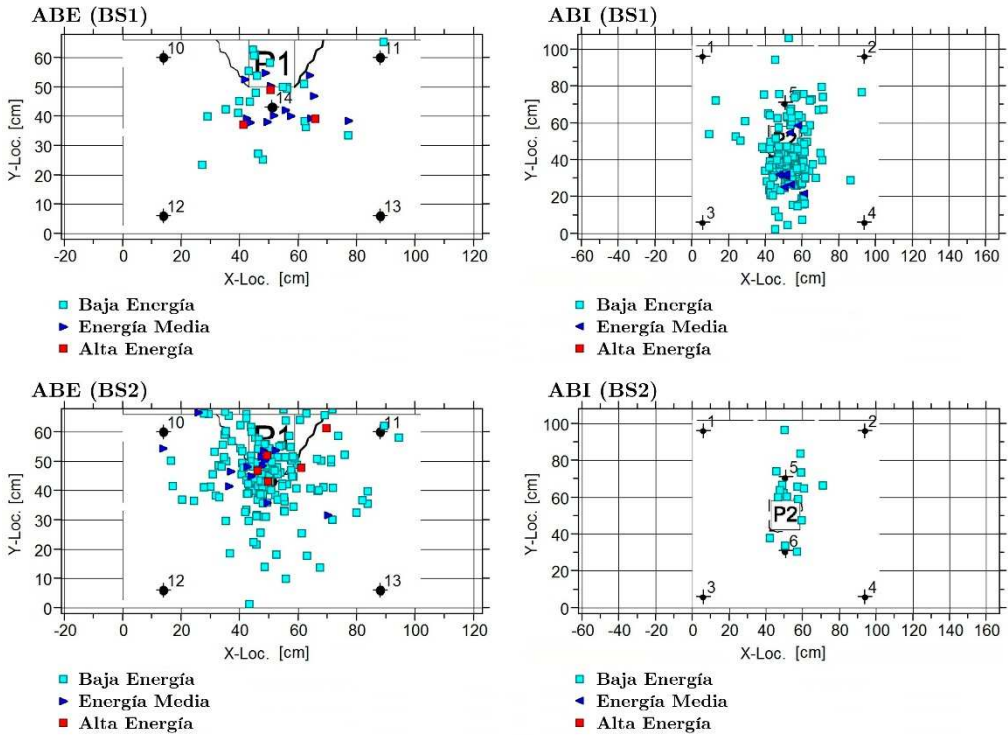 ABE (BS1)
10
11
P1
14
12
13
Y-Loc. [cm]
60
50
40
30
20
10
0
-20 0 20 40 60 80 100 120
X-Loc. [cm]
Baja Energía
Energía Media
Alta Energía
ABI (BS1)
1
2
5
P2
3
4
Y-Loc. [cm]
100
80
60
40
20
0
-60 -40 -20 0 20 40 60 80 100 120 140 160
X-Loc. [cm]
Baja Energía
Energía Media
Alta Energía
ABE (BS2)
10
11
P1
12
13
Y-Loc. [cm]
60
50
40
30
20
10
0
-20 0 20 40 60 80 100 120
X-Loc. [cm]
Baja Energía
Energía Media
Alta Energía
ABI (BS2)
1
2
5
P2
6
3
4
Y-Loc. [cm]
100
80
60
40
20
0
-60 -40 -20 0 20 40 60 80 100 120 140 160
X-Loc. [cm]
Baja Energía
Energía Media
Alta Energía